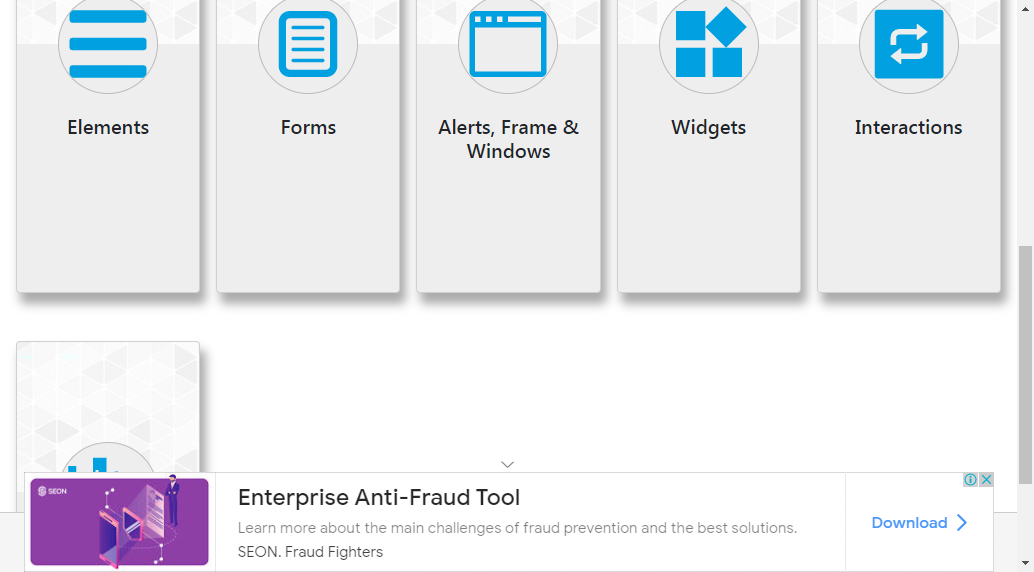 Elements
Forms
Alerts, Frame &
Windows
Widgets
Interactions
SEON
Enterprise Anti-Fraud Tool
Learn more about the main challenges of fraud prevention and the best solutions.
SEON. Fraud Fighters
Download